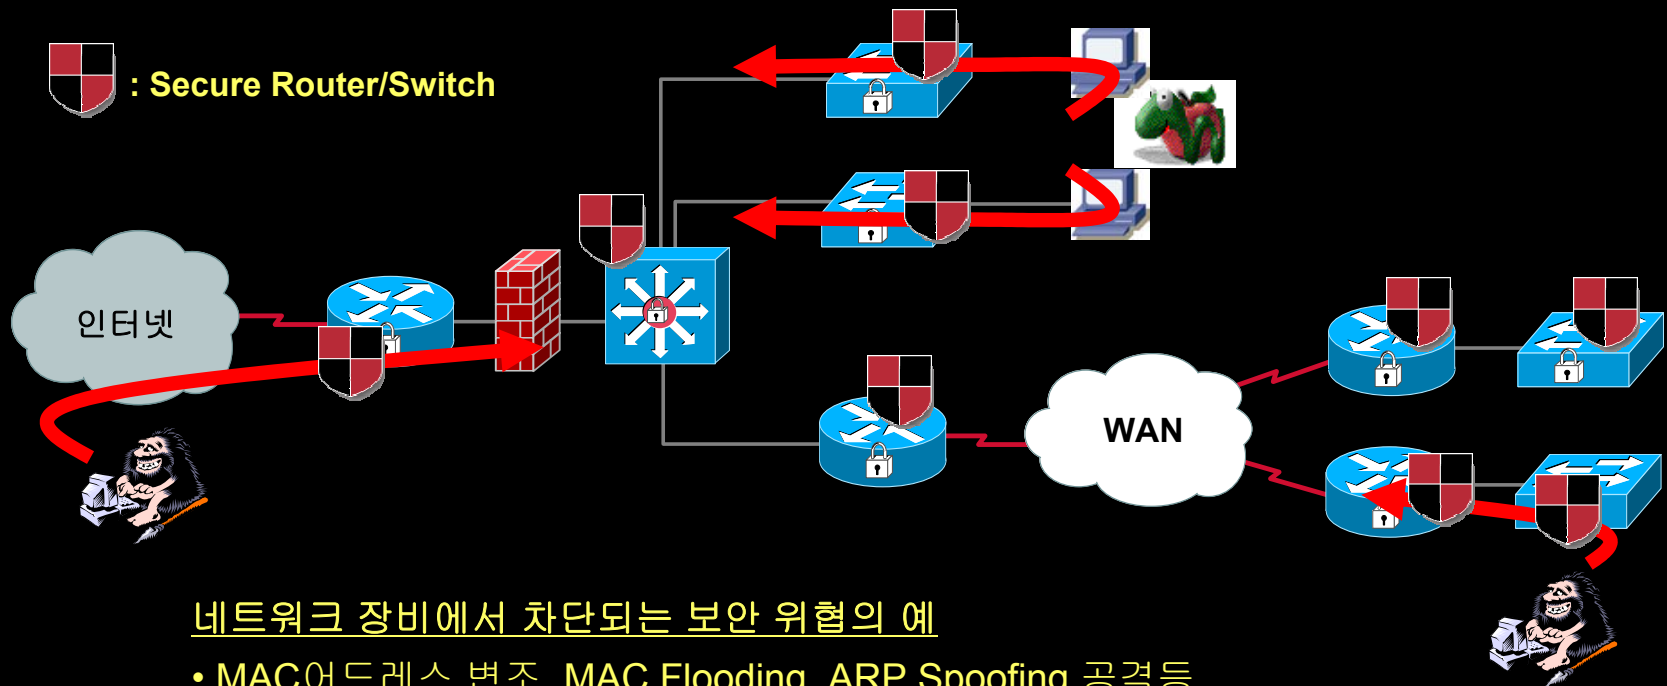 : Secure Router/Switch
인터넷
WAN
네트워크 장비에서 차단되는 보안 위협의 예
• MAC어드레스 변조, MAC Flooding, ARP Spoofing 공격등